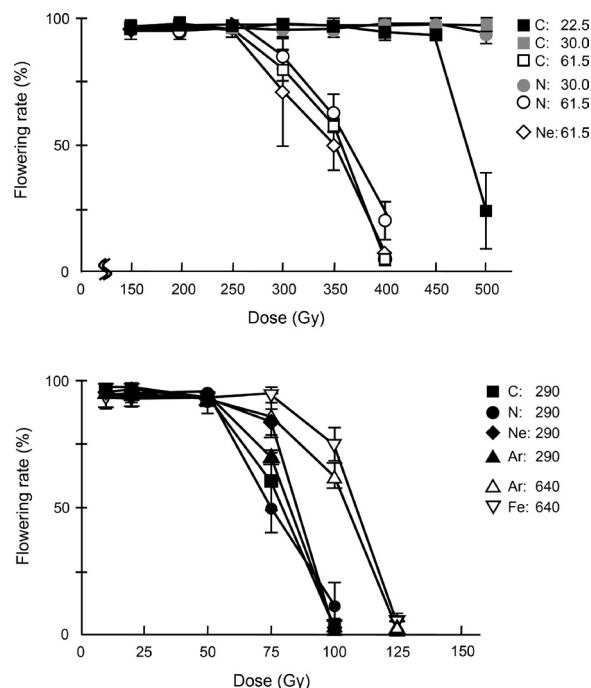 100
50
0
Flowering rate (%)
0 150 200 250 300 350 400 450 500
Dose (Gy)
C: 22.5
C: 30.0
C: 61.5
N: 30.0
N: 61.5
Ne: 61.5
100
50
0
Flowering rate (%)
0 25 50 75 100 125 150
Dose (Gy)
C: 290
N: 290
Ne: 290
Ar: 290
Ar: 640
Fe: 640